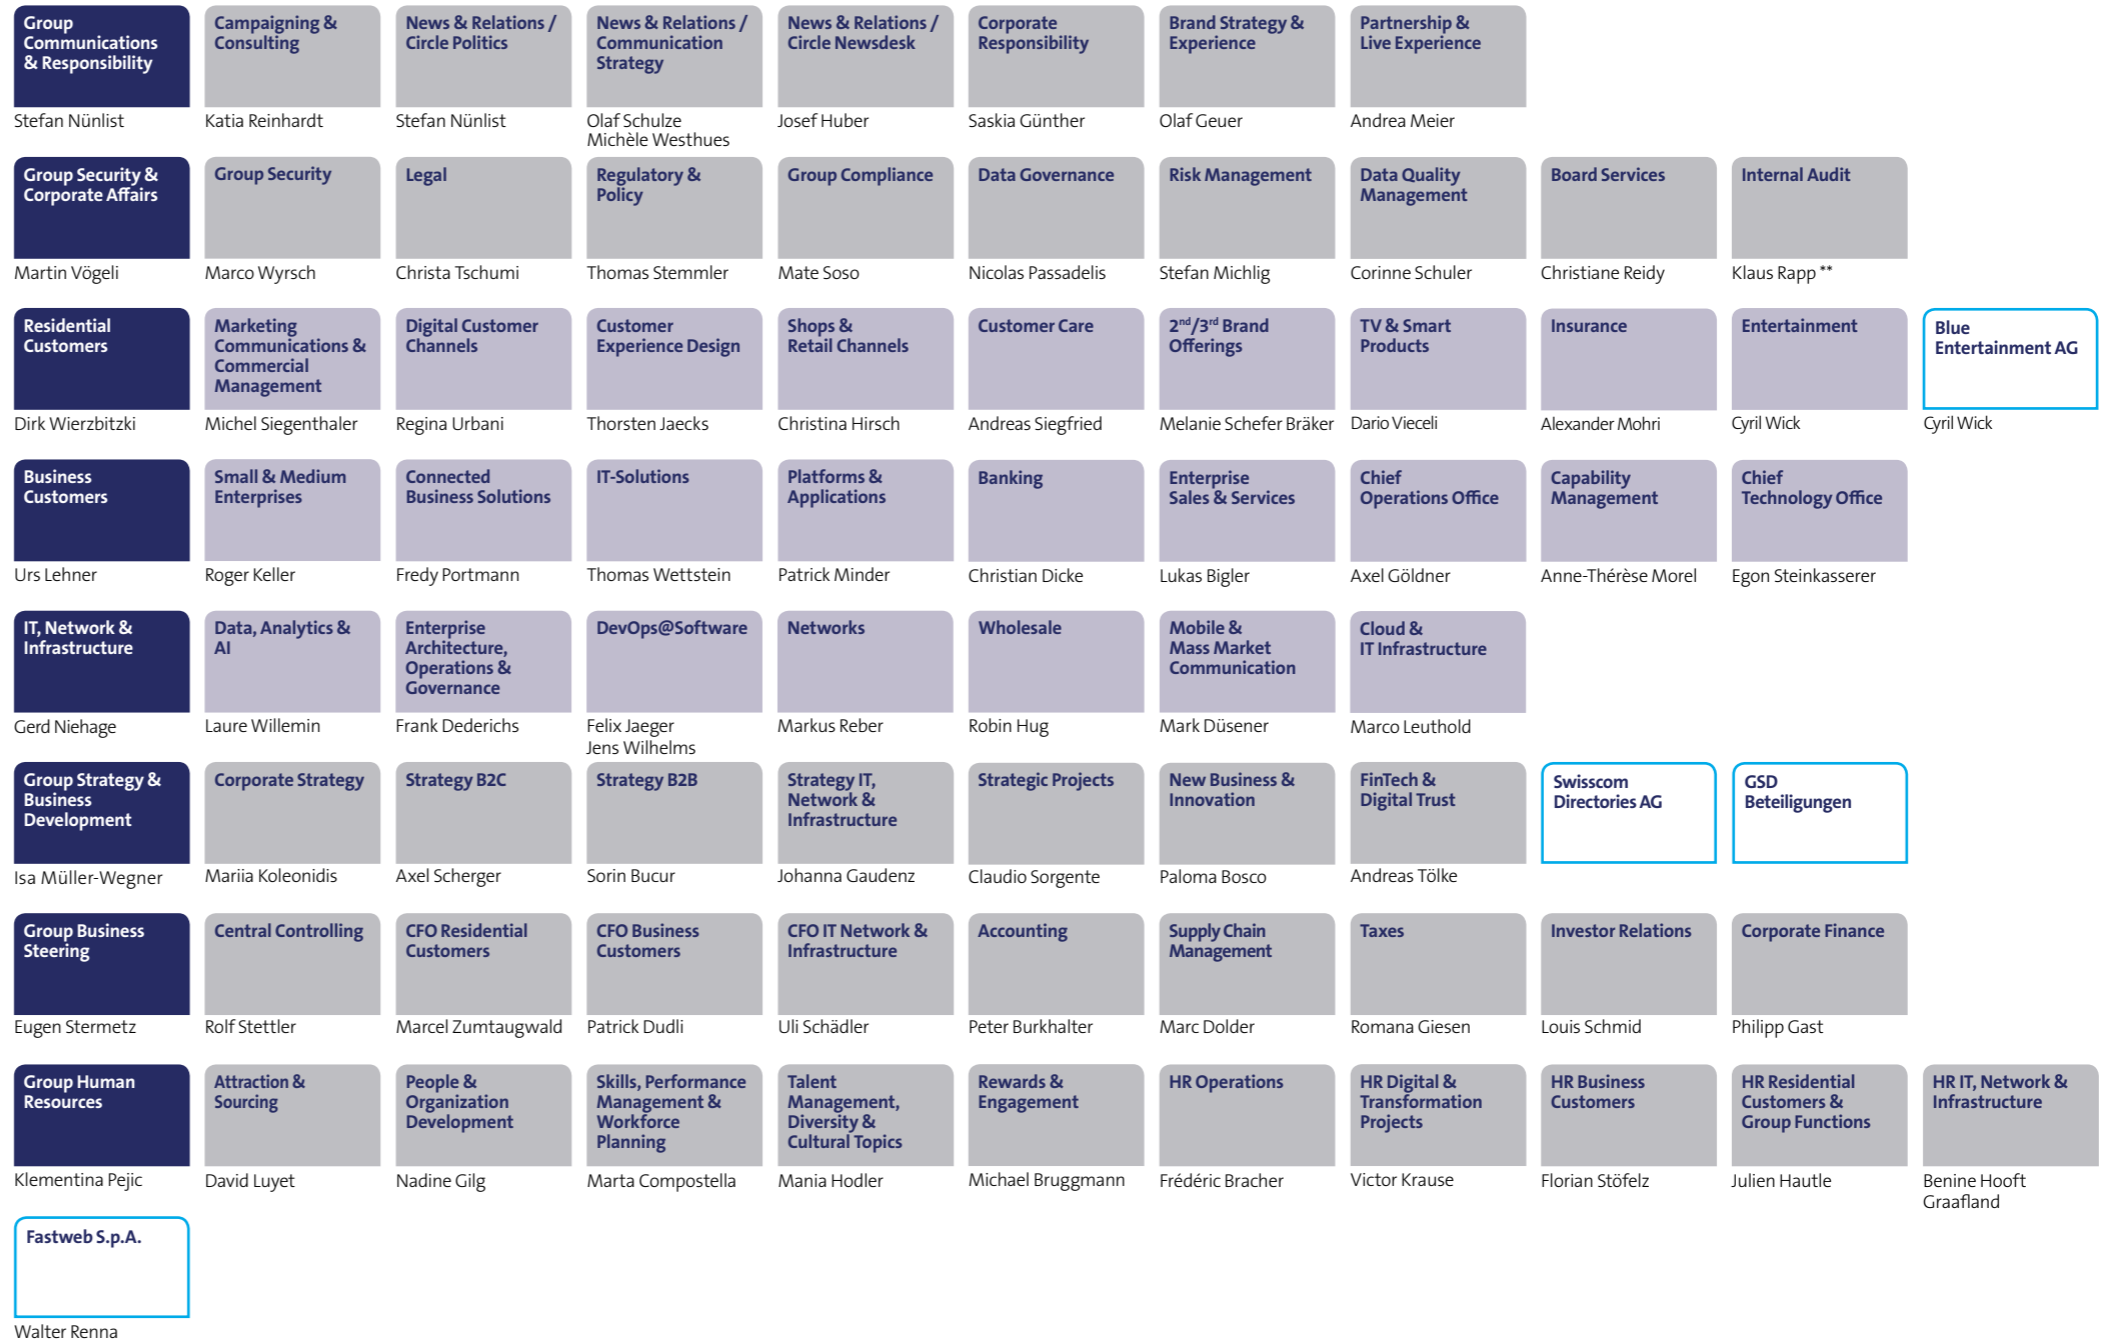 Group
Communications
& Responsibility
Stefan Nünlist
Campaigning &
Consulting
Katia Reinhardt
News & Relations /
Circle Politics
Stefan Nünlist
News & Relations /
Communication
Strategy
Olaf Schulze
Michèle Westhues
News & Relations /
Circle Newsdesk
Josef Huber
Corporate
Responsibility
Saskia Günther
Brand Strategy &
Experience
Olaf Geuer
Partnership &
Live Experience
Andrea Meier
Group Security &
Corporate Affairs
Martin Vögeli
Group Security
Marco Wyrsch
Legal
Christa Tschumi
Regulatory &
Policy
Thomas Stemmler
Group Compliance
Mate Soso
Data Governance
Nicolas Passadelis
Risk Management
Stefan Michlig
Data Quality
Management
Corinne Schuler
Board Services
Christiane Reidy
Internal Audit
Klaus Rapp **
Residential
Customers
Dirk Wierzbitzki
Marketing
Communications &
Commercial
Management
Michel Siegenthaler
Digital Customer
Channels
Regina Urbani
Customer
Experience Design
Thorsten Jaecks
Shops &
Retail Channels
Christina Hirsch
Customer Care
Andreas Siegfried
2nd/3rd Brand
Offerings
Melanie Schefer Bräker
TV & Smart
Products
Dario Vieceli
Insurance
Alexander Mohri
Entertainment
Cyril Wick
Blue
Entertainment AG
Cyril Wick
Business
Customers
Urs Lehner
Small & Medium
Enterprises
Roger Keller
Connected
Business Solutions
Fredy Portmann
IT-Solutions
Thomas Wettstein
Platforms &
Applications
Patrick Minder
Banking
Christian Dicke
Enterprise
Sales & Services
Lukas Bigler
Chief
Operations Office
Axel Göldner
Capability
Management
Anne-Thérèse Morel
Chief
Technology Office
Egon Steinkasserer
IT, Network &
Infrastructure
Gerd Niehage
Data, Analytics &
AI
Laure Willemin
Enterprise
Architecture,
Operations &
Governance
Frank Dederichs
DevOps@Software
Felix Jaeger
Jens Wilhelms
Networks
Markus Reber
Wholesale
Robin Hug
Mobile &
Mass Market
Communication
Mark Düsener
Cloud &
IT Infrastructure
Marco Leuthold
Group Strategy &
Business
Development
Isa Müller-Wegner
Corporate Strategy
Mariia Koleonidis
Strategy B2C
Axel Scherger
Strategy B2B
Sorin Bucur
Strategy IT,
Network &
Infrastructure
Johanna Gaudenz
Strategic Projects
Claudio Sorgente
New Business &
Innovation
Paloma Bosco
FinTech &
Digital Trust
Andreas Tölke
Swisscom
Directories AG
GSD
Beteiligungen
Group Business
Steering
Eugen Stermetz
Central Controlling
Rolf Stettler
CFO Residential
Customers
Marcel Zumtaugwald
CFO Business
Customers
Patrick Dudli
CFO IT Network &
Infrastructure
Uli Schädler
Accounting
Peter Burkhalter
Supply Chain
Management
Marc Dolder
Taxes
Romana Giesen
Investor Relations
Louis Schmid
Corporate Finance
Philipp Gast
Group Human
Resources
Klementina Pejic
Attraction &
Sourcing
David Luyet
People &
Organization
Development
Nadine Gilg
Skills, Performance
Management &
Workforce
Planning
Marta Compostella
Talent
Management,
Diversity &
Cultural Topics
Mania Hodler
Rewards &
Engagement
Michael Bruggmann
HR Operations
Frédéric Bracher
HR Digital &
Transformation
Projects
Victor Krause
HR Business
Customers
Florian Stöfelz
HR Residential
Customers &
Group Functions
Julien Hautle
HR IT, Network &
Infrastructure
Benine Hooft
Graafland
Fastweb S.p.A.
Walter Renna